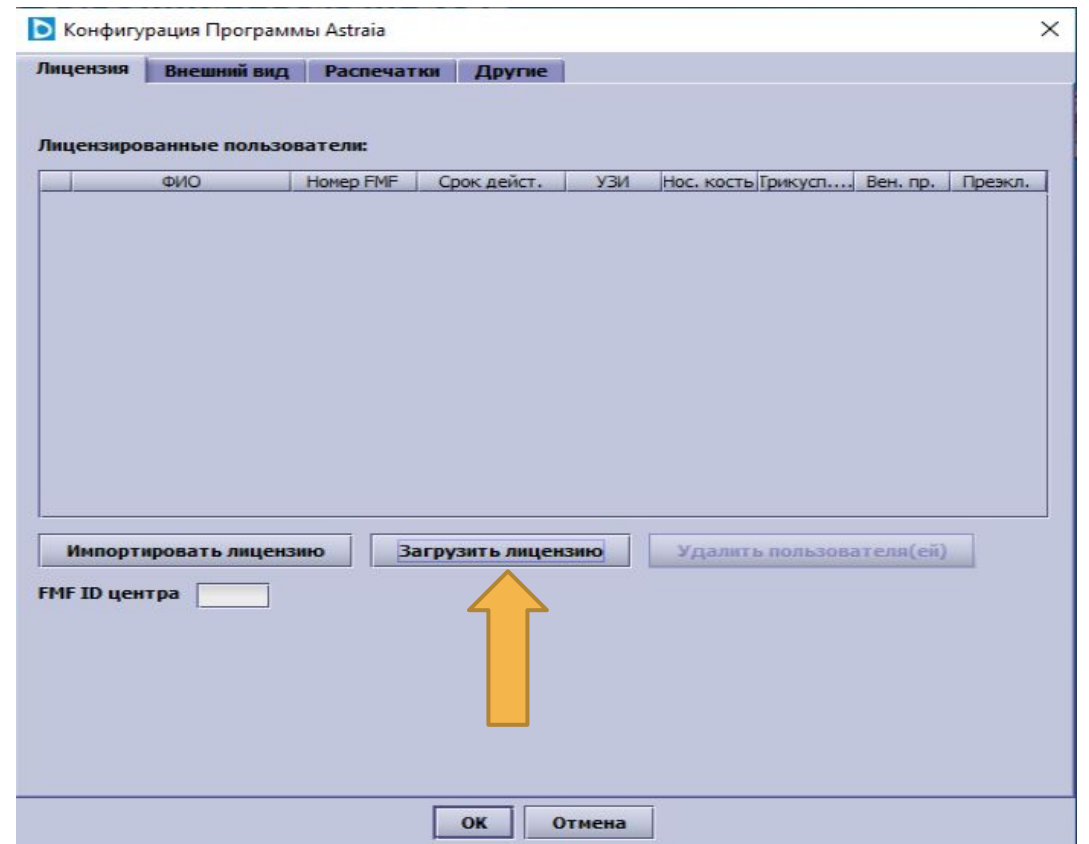 Конфигурация Программы Astraia
Лицензия Внешний вид Распечатки Другие
Лицензированные пользователи:
ФИО Номер FMF Срок дейст. УЗИ Нос. кость Трикусп.... Вен. пр. Преэкл.
Импортировать лицензию Загрузить лицензию Удалить пользователя(ей)
FMF ID центра
ОК Отмена